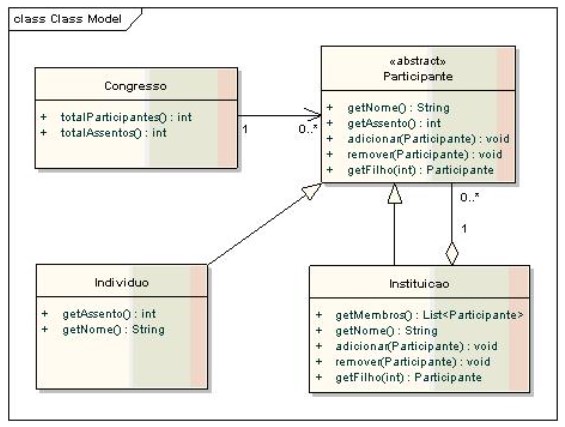 class Class Model
«abstract»
Participante
+ getNome() : String
+ getAssento() : int
+ adicionar(Participante) : void
+ remover(Participante) : void
+ getFilho(int) : Participante
Congresso
+ totalParticipantes() : int
+ totalAssentos() : int
1
0..*
0..*
1
Individuo
+ getAssento() : int
+ getNome() : String
Instituicao
+ getMembros() : List<Participante>
+ getNome() : String
+ adicionar(Participante) : void
+ remover(Participante) : void
+ getFilho(int) : Participante